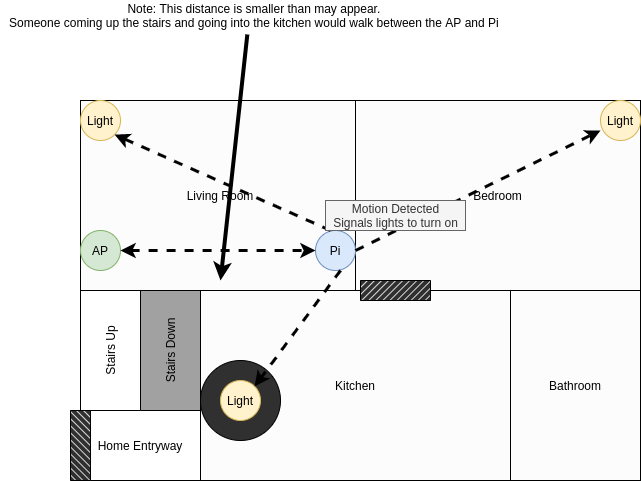 Note: This distance is smaller than may appear.
Someone coming up the stairs and going into the kitchen would walk between the AP and Pi
Light
Light
Living Room
Bedroom
Motion Detected
Signals lights to turn on
AP
Pi
Stairs Up
Stairs Down
Light
Kitchen
Bathroom
Home Entryway